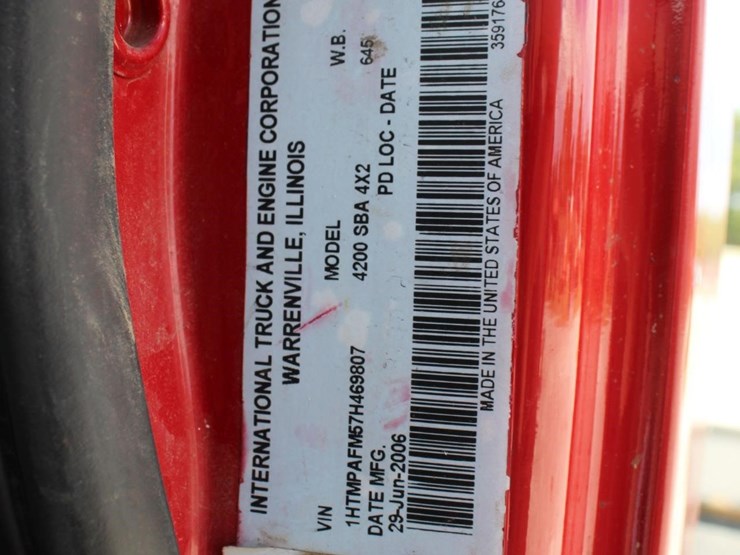 INTERNATIONAL TRUCK AND ENGINE CORPORATION
WARRENVILLE, ILLINOIS
VIN MODEL W.B.
1HTMPAFM57H469807 4200 SBA 4X2 645
DATE MFG. PD LOC - DATE
29-Jun-2006
MADE IN THE UNITED STATES OF AMERICA 359176